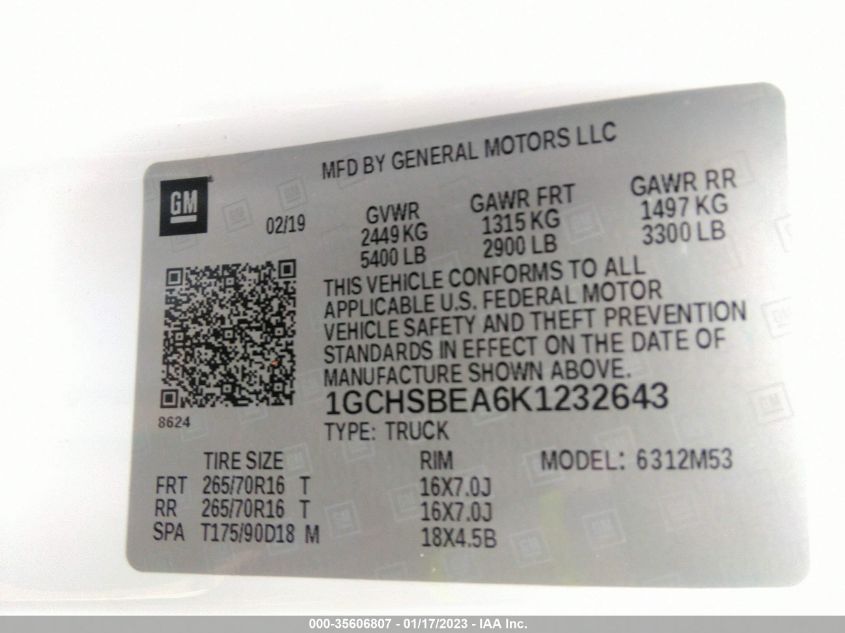 MFD BY GENERAL MOTORS LLC
GM
02/19
GVWR GAWR FRT GAWR RR
2449 KG 1315 KG 1497 KG
5400 LB 2900 LB 3300 LB
THIS VEHICLE CONFORMS TO ALL
APPLICABLE U.S. FEDERAL MOTOR
VEHICLE SAFETY AND THEFT PREVENTION
STANDARDS IN EFFECT ON THE DATE OF
MANUFACTURE SHOWN ABOVE.
8624
1GCHSBEA6K1232643
TYPE: TRUCK
TIRE SIZE RIM MODEL: 6312M53
FRT 265/70R16 T 16X7.0J
RR 265/70R16 T 16X7.0J
SPA T175/90D18 M 18X4.5B
000-35606807 - 01/17/2023 - IAA Inc.